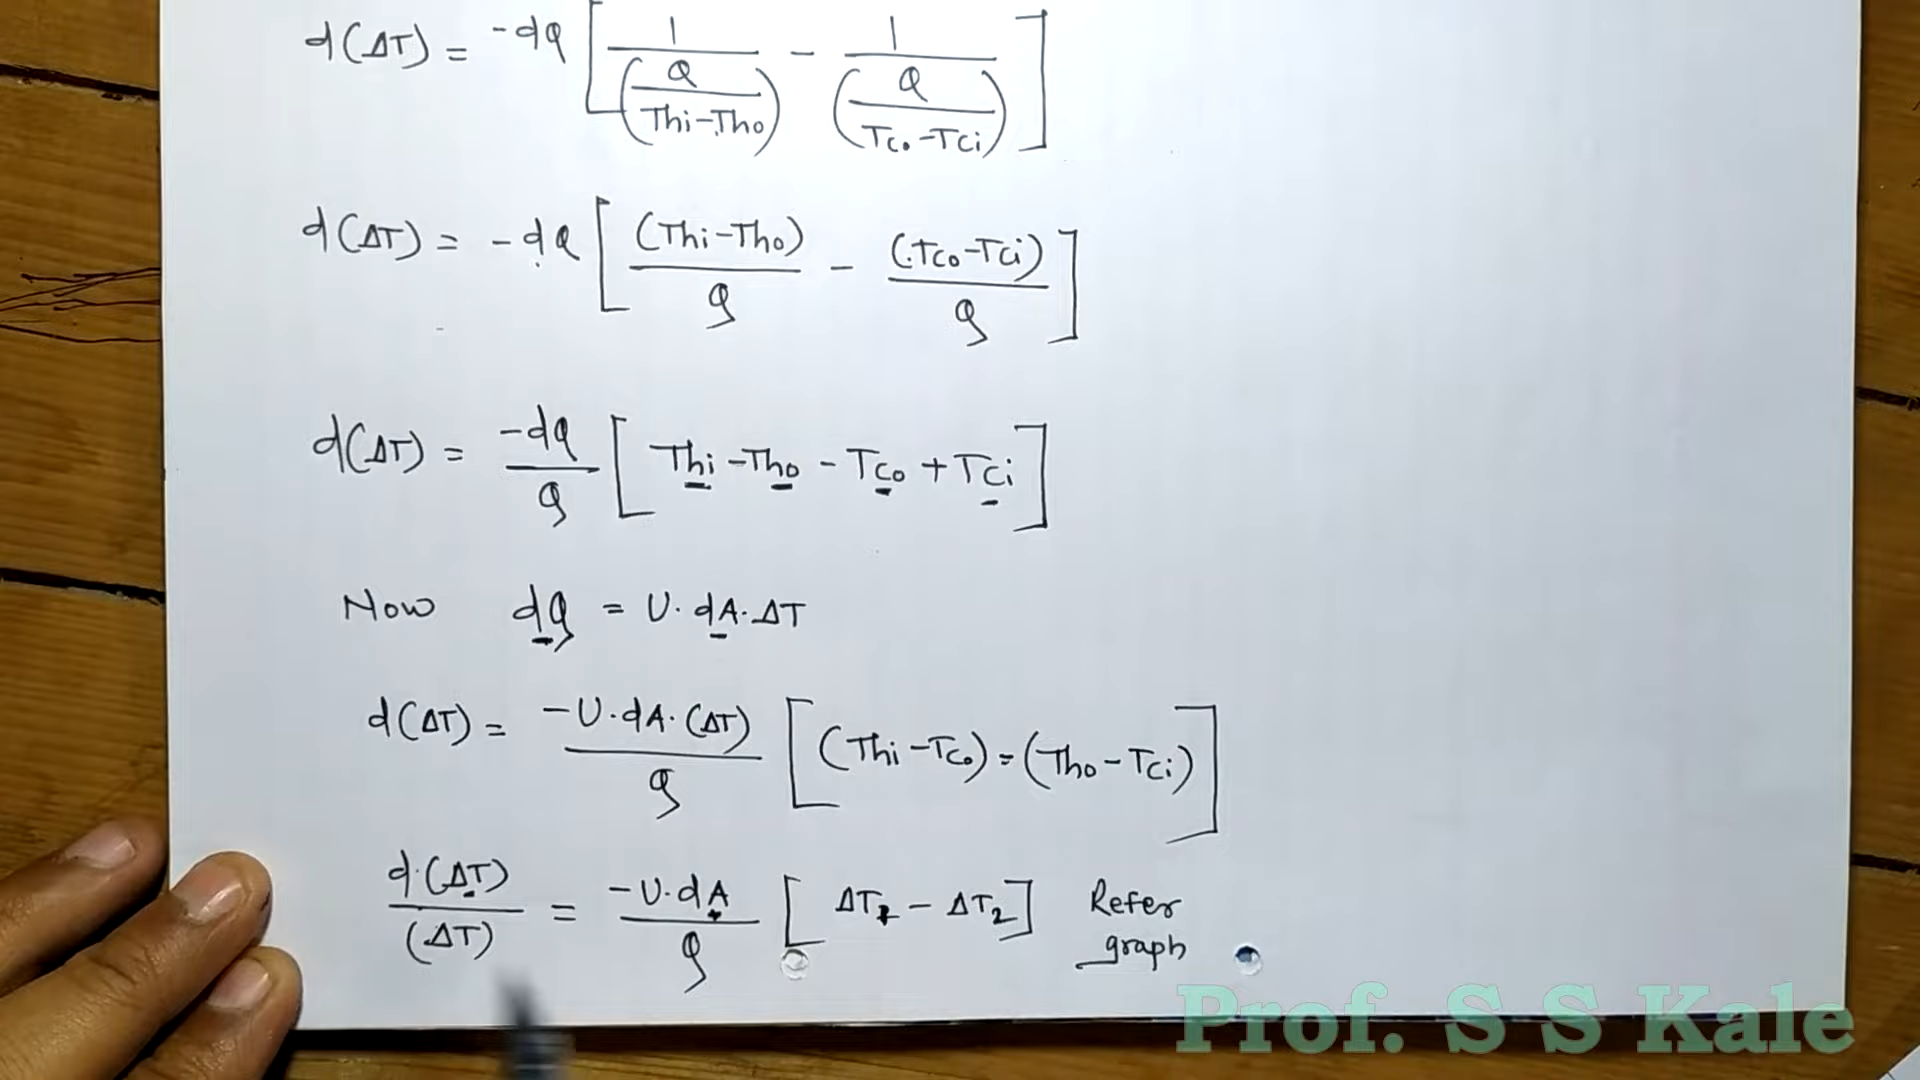 d(ΔT) = -dQ [ 1/(Q/(Thi-Tho)) - 1/(Q/(Tco-Tci)) ]
d(ΔT) = -dQ [ (Thi-Tho)/Q - (Tco-Tci)/Q ]
d(ΔT) = -dQ/Q [ Thi-Tho-Tco+Tci ]
Now dQ = U·dA·ΔT
d(ΔT) = -U·dA·(ΔT)/Q [ (Thi-Tco) = (Tho-Tci) ]
d·(ΔT)/(ΔT) = -U·dA/Q [ ΔT1 - ΔT2 ] Refer
graph
Prof. S S Kale